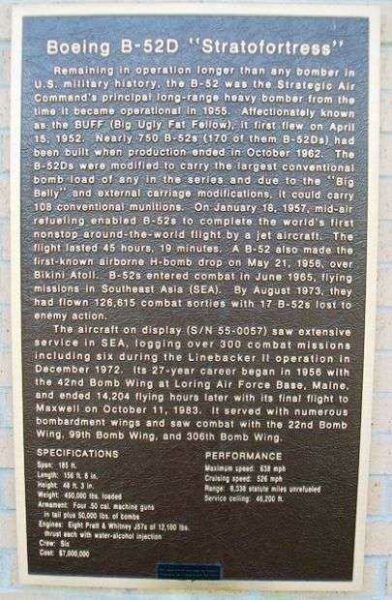 Boeing B-52D "Stratofortress"
Remaining in operation longer than any bomber in
U.S. military history, the B-52 was the Strategic Air
Command's principal long-range heavy bomber from the
time it became operational in 1955. Affectionately known
as the BUFF (Big Ugly Fat Fellow), it first flew on April
15, 1952. Nearly 750 B-52s (170 of them B-52Ds) had
been built when production ended in October 1962. The
B-52Ds were modified to carry the largest conventional
bomb load of any in the series and due to the "Big
Belly" and external carriage modifications, it could carry
108 conventional munitions. On January 18, 1957, mid-air
refueling enabled B-52s to complete the world's first
nonstop around-the-world flight by a jet aircraft. The
flight lasted 45 hours, 19 minutes. A B-52 also made the
first-known airborne H-bomb drop on May 21, 1956, over
Bikini Atoll. B-52s entered combat in June 1965, flying
missions in Southeast Asia (SEA). By August 1973, they
had flown 126,615 combat sorties with 17 B-52s lost to
enemy action.
The aircraft on display (S/N 55-0057) saw extensive
service in SEA, logging over 300 combat missions
including six during the Linebacker II operation in
December 1972. Its 27-year career began in 1956 with
the 42nd Bomb Wing at Loring Air Force Base, Maine,
and ended 14,204 flying hours later with its final flight to
Maxwell on October 11, 1983. It served with numerous
bombardment wings and saw combat with the 22nd Bomb
Wing, 99th Bomb Wing, and 306th Bomb Wing.
SPECIFICATIONS
Span: 185 ft.
Length: 156 ft. 6 in.
Height: 48 ft. 3 in.
Weight: 450,000 lbs. loaded
Armament: Four .50 cal. machine guns
in tail plus 50,000 lbs. of bombs
Engines: Eight Pratt & Whitney J57s of 12,100 lbs.
thrust each with water-alcohol injection
Crew: Six
Cost: $7,000,000
PERFORMANCE
Maximum speed: 638 mph
Cruising speed: 526 mph
Range: 8,338 statute miles unrefueled
Service ceiling: 46,200 ft.